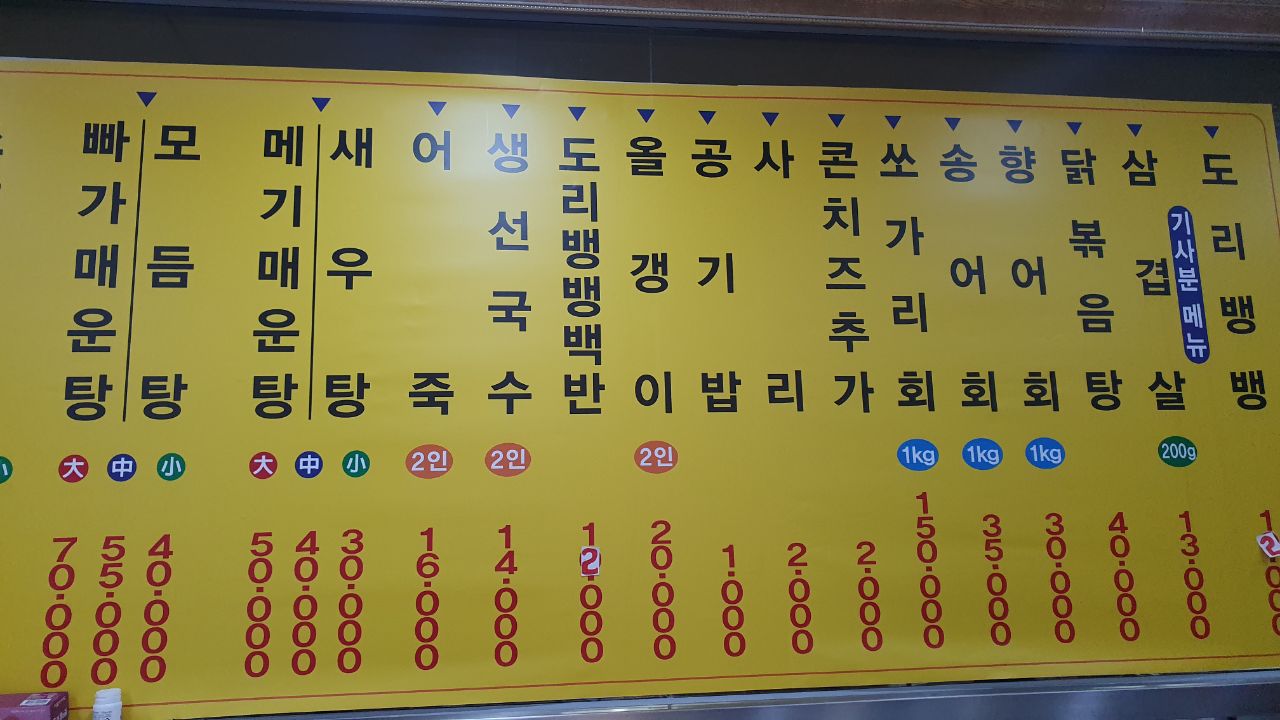 빠가매운탕
모듬탕
大 中 小
70.000
55.000
40.000
메기매운탕
새우탕
大 中 小
50.000
40.000
30.000
어죽
2인
16.000
생선국수
2인
14.000
도리뱅뱅백반
12.000
올갱이
2인
20.000
공기밥
1.000
사리
2.000
콘치즈추가
2.000
쏘가리회
1kg
150.000
송어회
1kg
35.000
향어회
1kg
30.000
닭볶음탕
40.000
삼겹살
200g
13.000
기사분 메뉴
도리뱅뱅
12.000